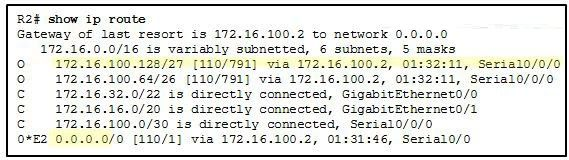 R2# show ip route
Gateway of last resort is 172.16.100.2 to network 0.0.0.0
172.16.0.0/16 is variably subnetted, 6 subnets, 5 masks
O 172.16.100.128/27 [110/791] via 172.16.100.2, 01:32:11, Serial0/0/0
O 172.16.100.64/26 [110/791] via 172.16.100.2, 01:32:11, Serial0/0/0
C 172.16.32.0/22 is directly connected, GigabitEthernet0/0
C 172.16.16.0/20 is directly connected, GigabitEthernet0/1
C 172.16.100.0/30 is directly connected, Serial0/0/0
O*E2 0.0.0.0/0 [110/1] via 172.16.100.2, 01:31:46, Serial0/0/0